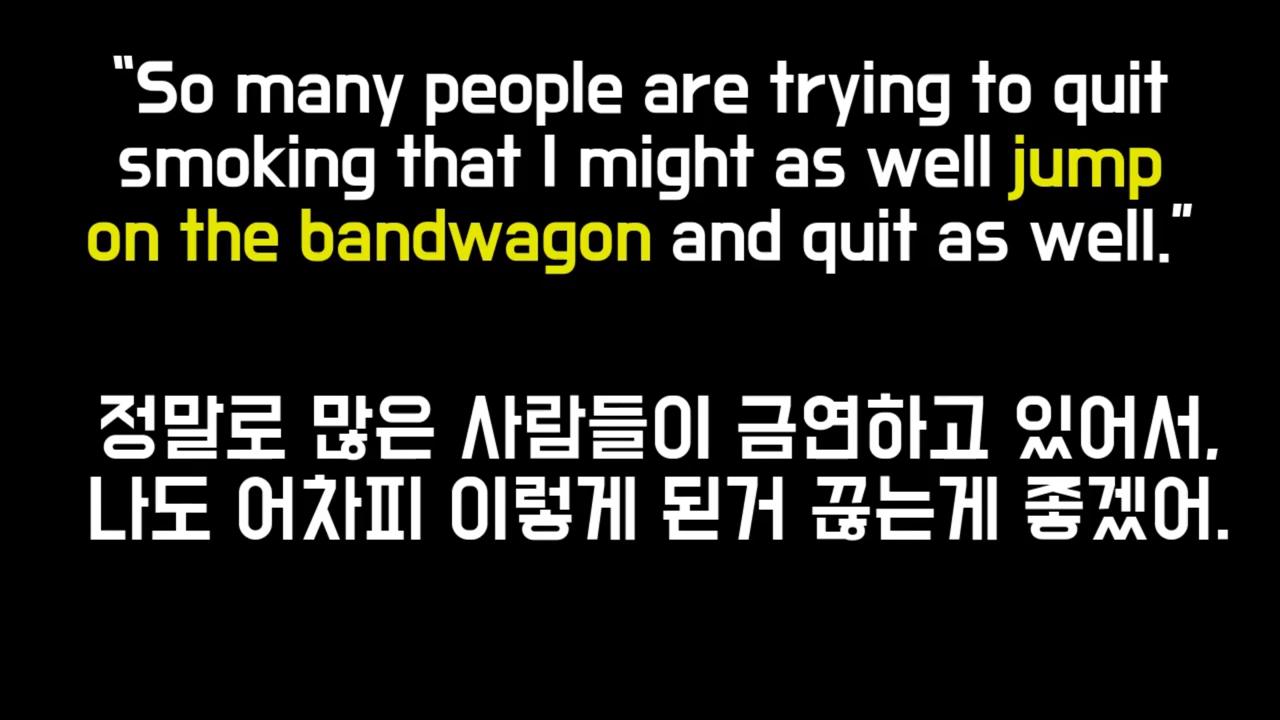 "So many people are trying to quit
smoking that I might as well jump
on the bandwagon and quit as well."
정말로 많은 사람들이 금연하고 있어서,
나도 어차피 이렇게 된거 끊는게 좋겠어.